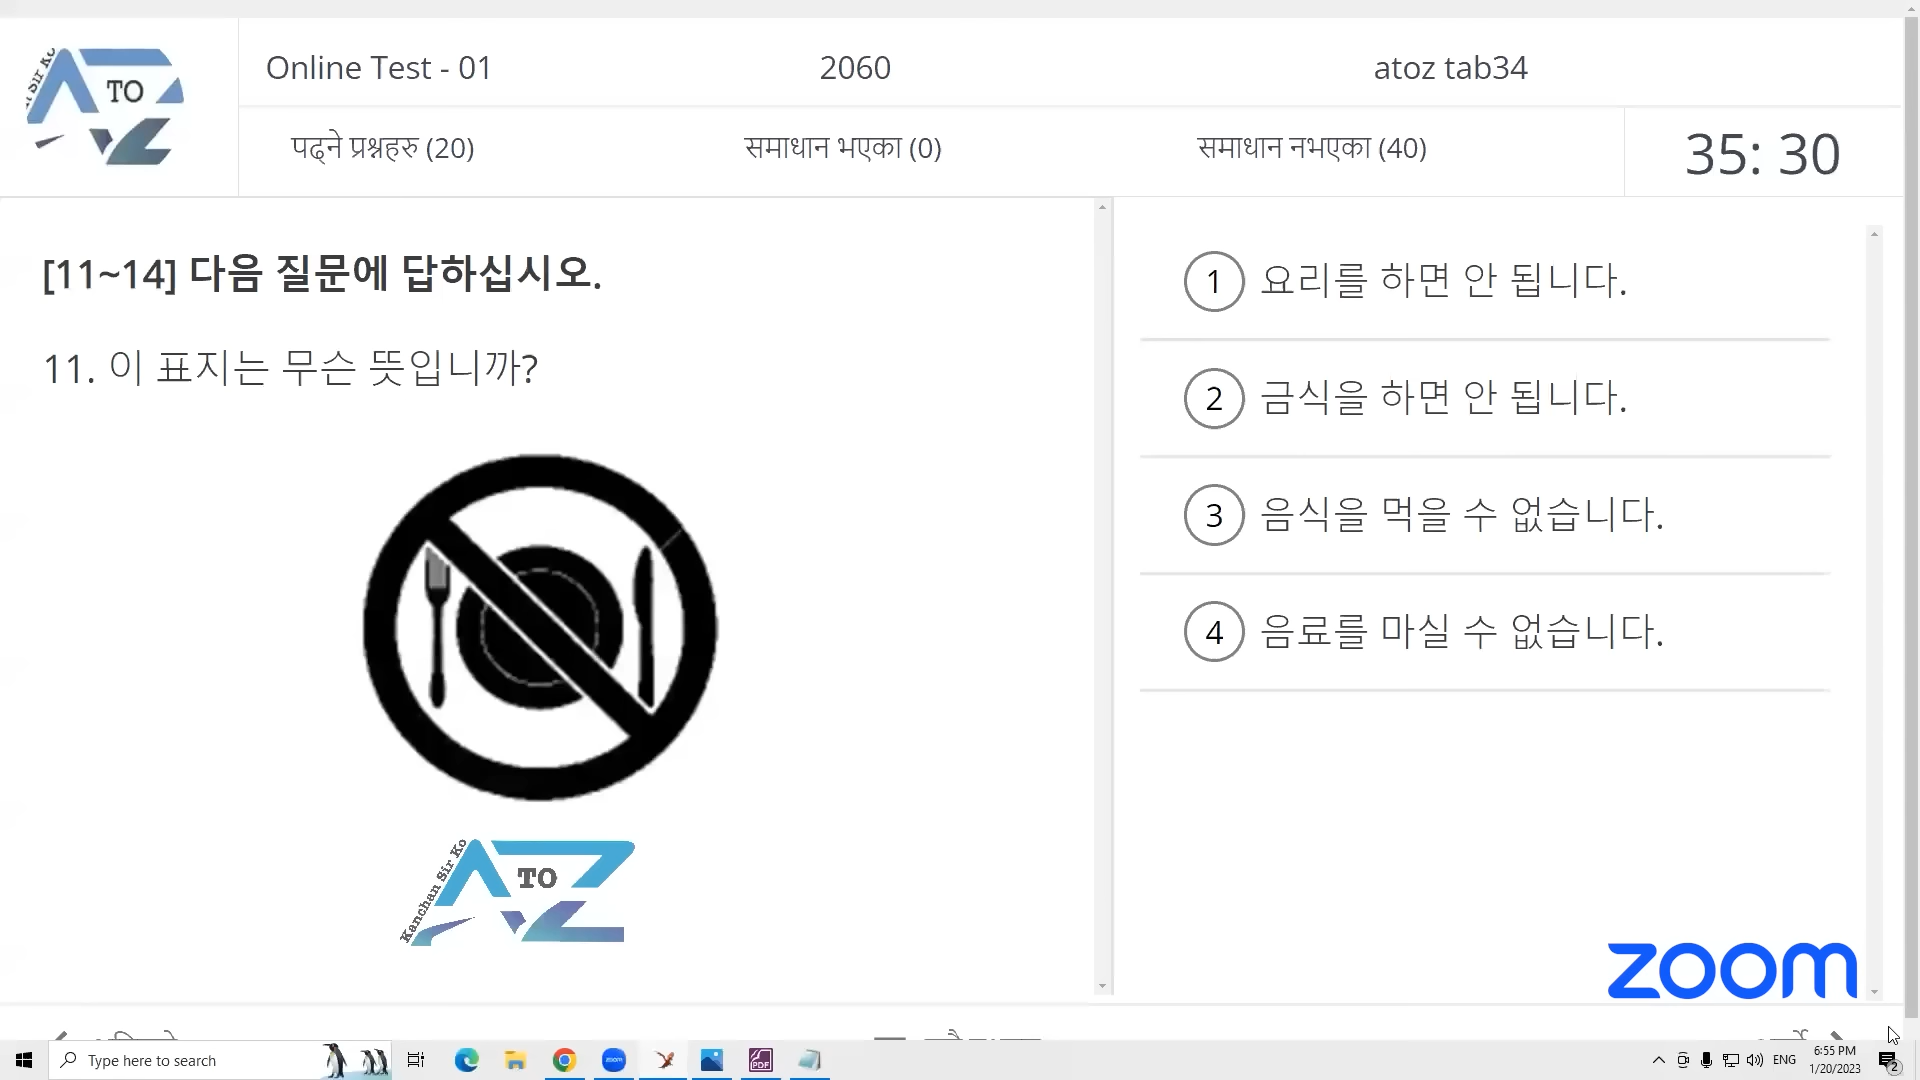 Sir Ko
TO
Online Test - 01
2060
atoz tab34
पढ्ने प्रश्नहरु (20)
समाधान भएका (0)
समाधान नभएका (40)
35: 30
[11~14] 다음 질문에 답하십시오.
11. 이 표지는 무슨 뜻입니까?
Kanchan Sir Ko
A TO Z
1 요리를 하면 안 됩니다.
2 금식을 하면 안 됩니다.
3 음식을 먹을 수 없습니다.
4 음료를 마실 수 없습니다.
zoom
Type here to search
zoom
PDF
ENG
6:55 PM
1/20/2023
2